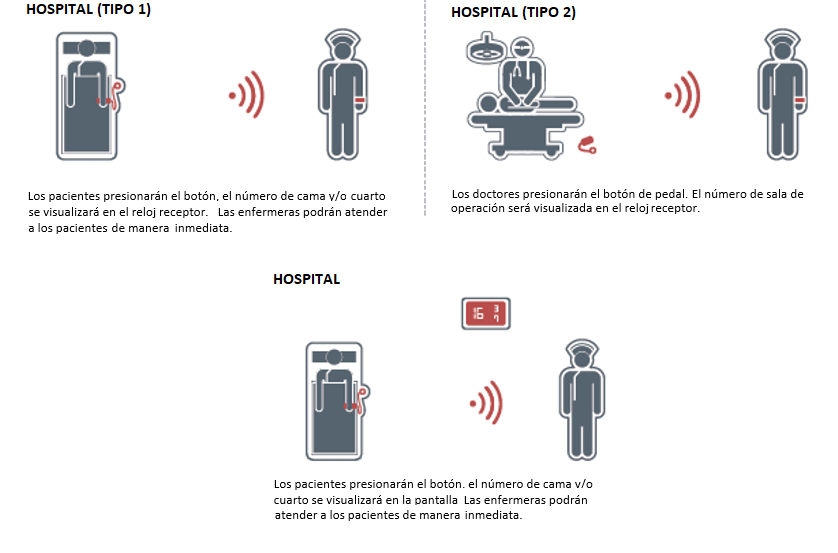 HOSPITAL (TIPO 1)
Los pacientes presionarán el botón, el número de cama y/o cuarto
se visualizará en el reloj receptor. Las enfermeras podrán atender
a los pacientes de manera inmediata.
HOSPITAL (TIPO 2)
Los doctores presionarán el botón de pedal. El número de sala de
operación será visualizada en el reloj receptor.
HOSPITAL
16 3
7
Los pacientes presionarán el botón. el número de cama y/o
cuarto se visualizará en la pantalla Las enfermeras podrán
atender a los pacientes de manera inmediata.